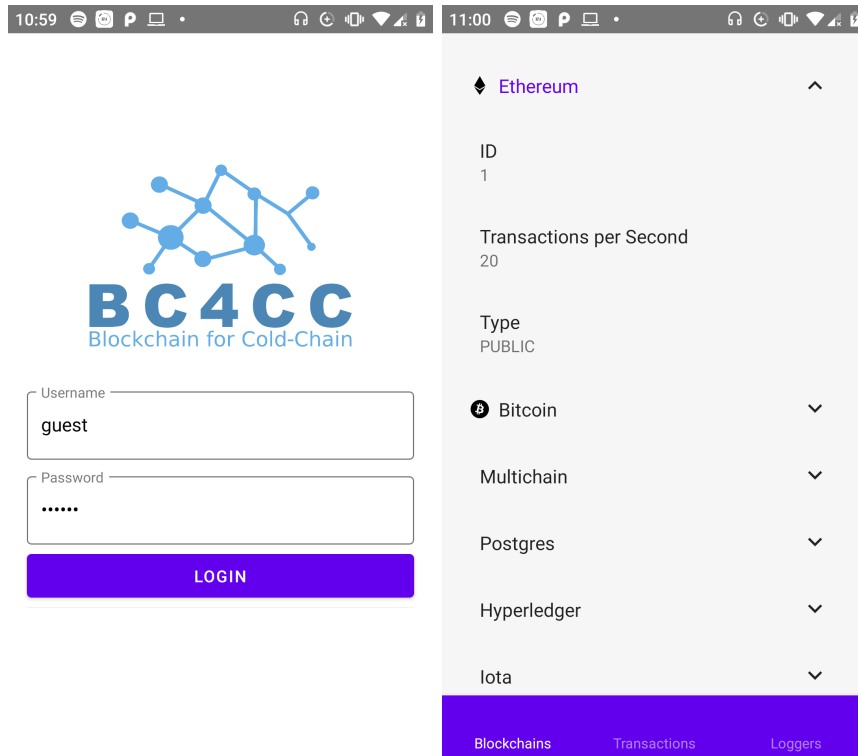 10:59
BC4CC
Blockchain for Cold-Chain
Username
guest
Password
••••••
LOGIN
11:00
Ethereum
ID
1
Transactions per Second
20
Type
PUBLIC
Bitcoin
Multichain
Postgres
Hyperledger
Iota
Blockchains Transactions Loggers